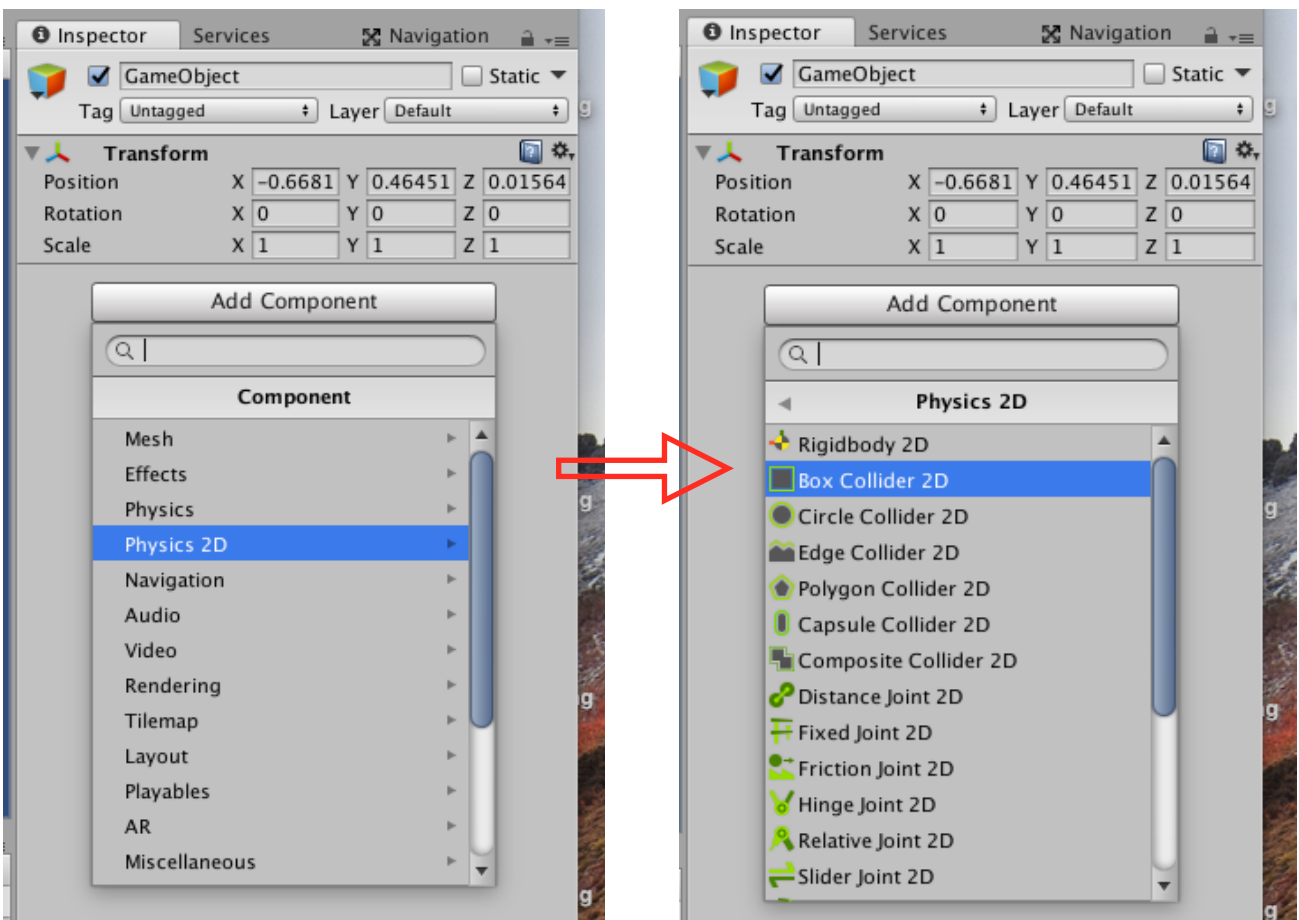 Inspector Services Navigation
GameObject Static
Tag Untagged Layer Default
Transform
Position X -0.6681 Y 0.46451 Z 0.01564
Rotation X 0 Y 0 Z 0
Scale X 1 Y 1 Z 1
Add Component
Component
Mesh
Effects
Physics
Physics 2D
Navigation
Audio
Video
Rendering
Tilemap
Layout
Playables
AR
Miscellaneous
Inspector Services Navigation
GameObject Static
Tag Untagged Layer Default
Transform
Position X -0.6681 Y 0.46451 Z 0.01564
Rotation X 0 Y 0 Z 0
Scale X 1 Y 1 Z 1
Add Component
Physics 2D
Rigidbody 2D
Box Collider 2D
Circle Collider 2D
Edge Collider 2D
Polygon Collider 2D
Capsule Collider 2D
Composite Collider 2D
Distance Joint 2D
Fixed Joint 2D
Friction Joint 2D
Hinge Joint 2D
Relative Joint 2D
Slider Joint 2D